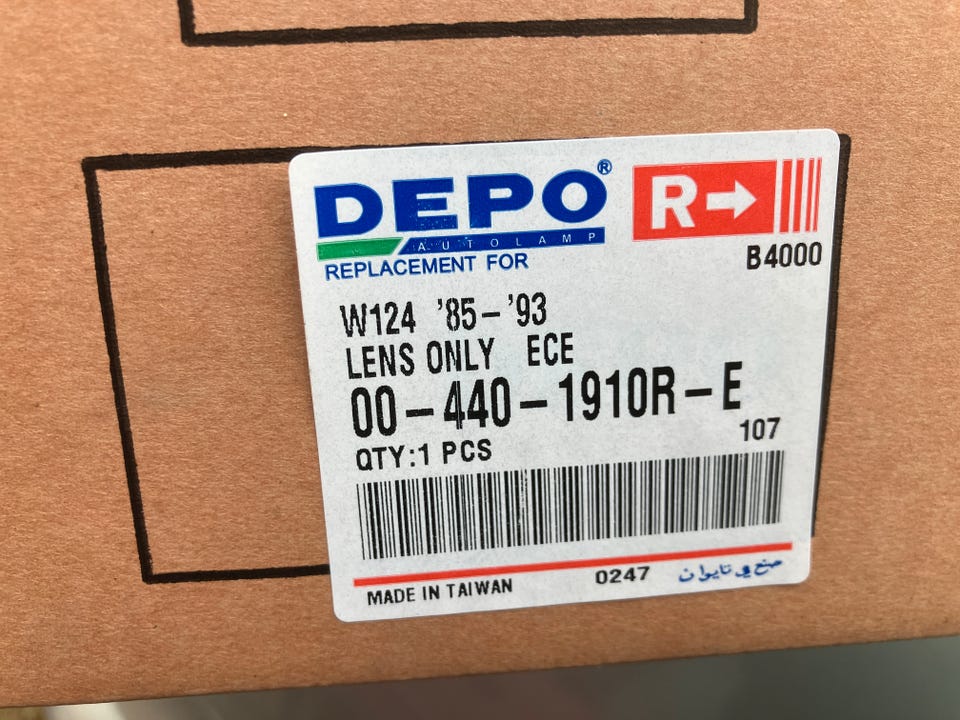 DEPO®
AUTOLAMP
REPLACEMENT FOR
R→
B4000
W124 '85-'93
LENS ONLY ECE
00-440-1910R-E
107
QTY:1 PCS
MADE IN TAIWAN 0247 صنع في تايوان